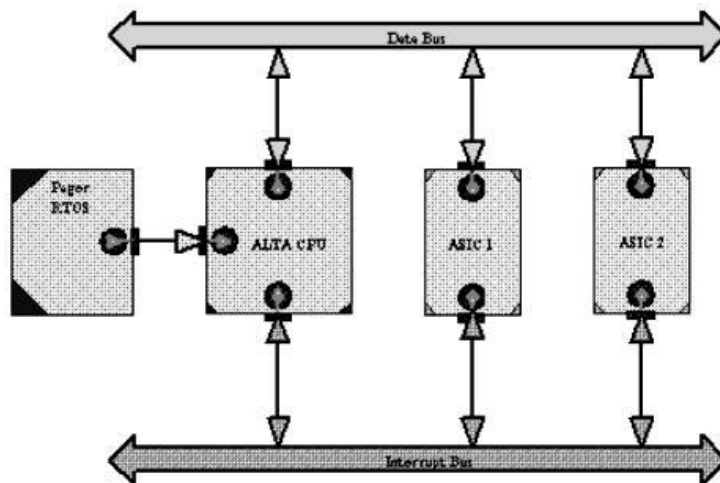 Data Bus
Pager
RTOS
ALTA CPU
ASIC 1
ASIC 2
Interrupt Bus